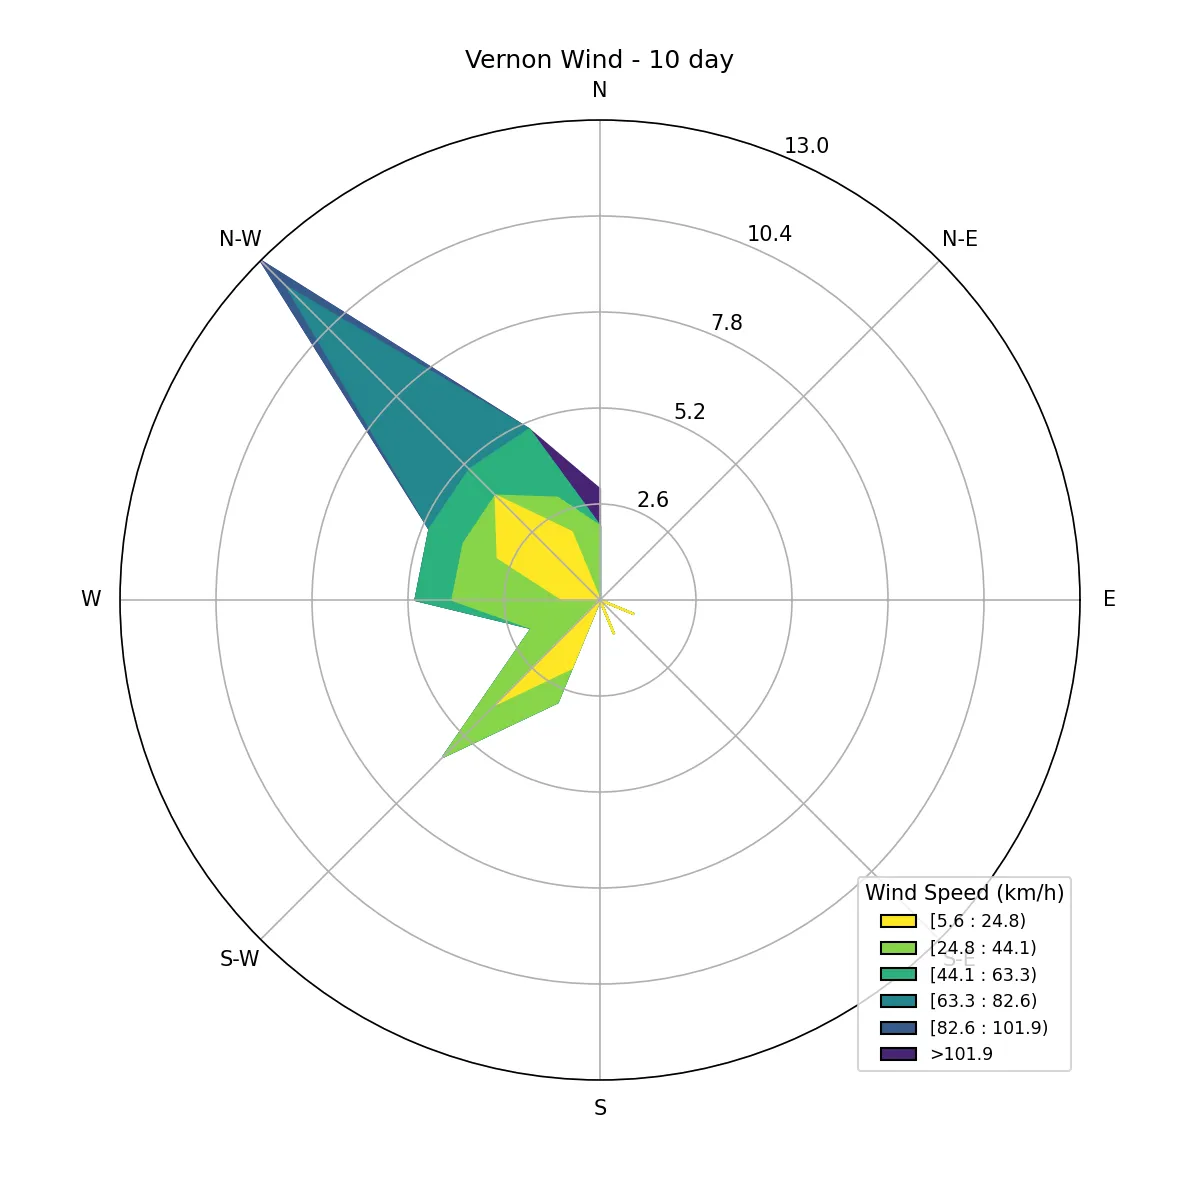 Vernon Wind - 10 day
N
13.0
N-W
10.4
N-E
7.8
5.2
2.6
W
E
S-W
S-E
S
Wind Speed (km/h)
[5.6 : 24.8)
[24.8 : 44.1)
[44.1 : 63.3)
[63.3 : 82.6)
[82.6 : 101.9)
>101.9